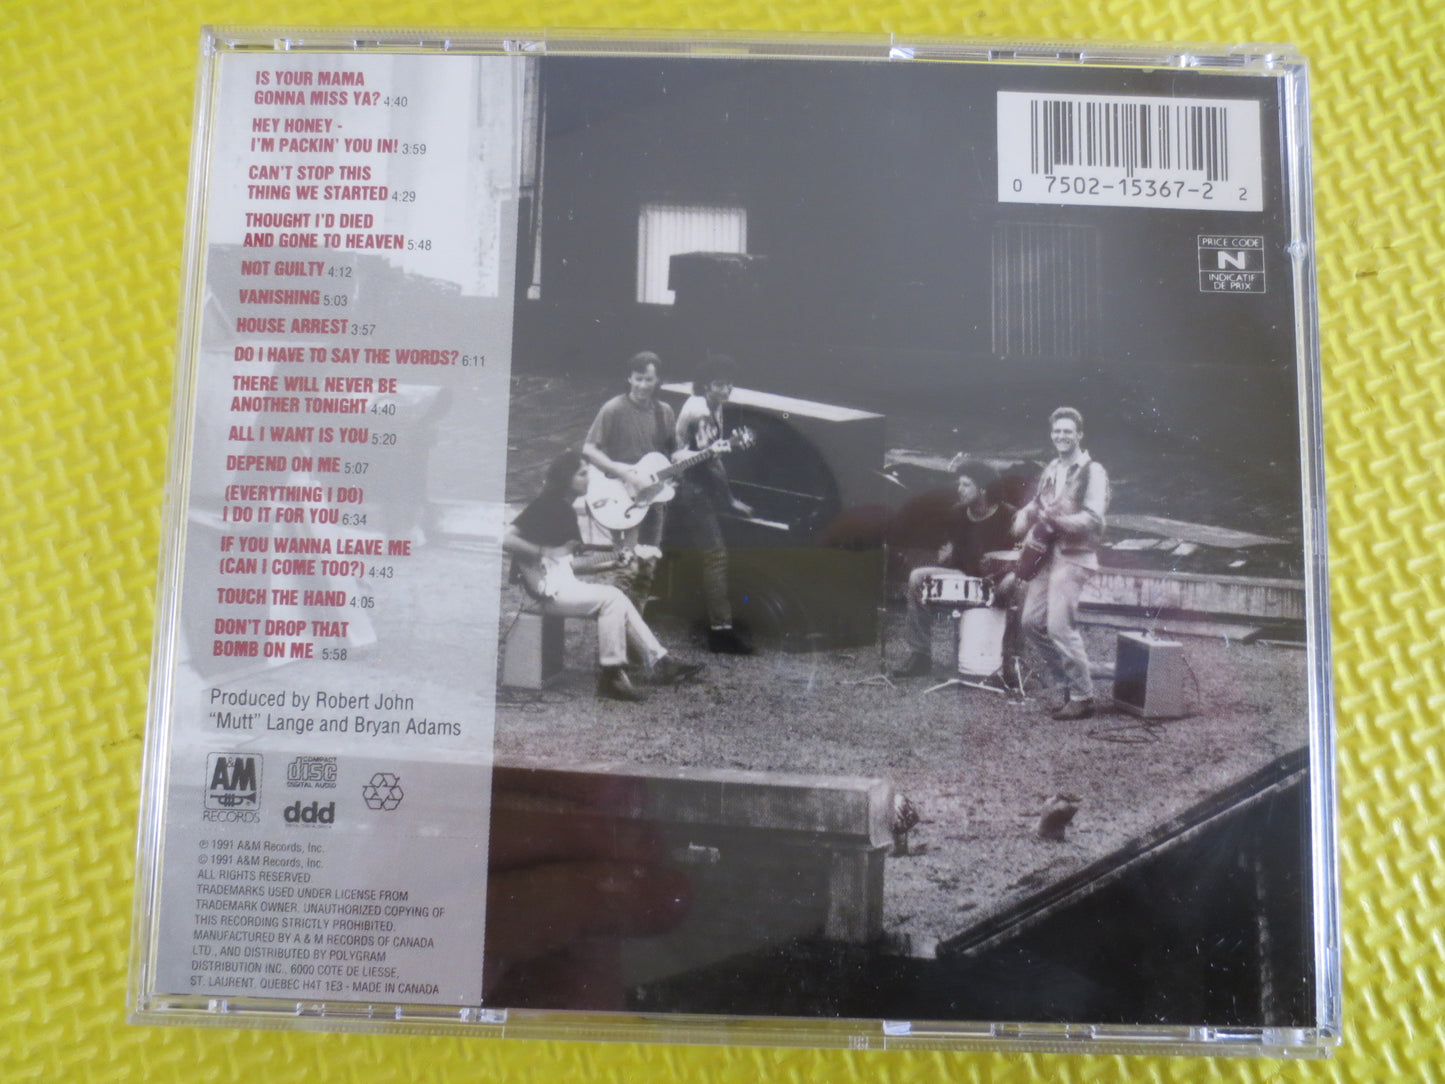 IS YOUR MAMA
GONNA MISS YA? 4:40
HEY HONEY -
I'M PACKIN' YOU IN! 3:59
CAN'T STOP THIS
THING WE STARTED 4:29
THOUGHT I'D DIED
AND GONE TO HEAVEN 5:48
NOT GUILTY 4:12
VANISHING 5:03
HOUSE ARREST 3:57
DO I HAVE TO SAY THE WORDS? 6:11
THERE WILL NEVER BE
ANOTHER TONIGHT 4:40
ALL I WANT IS YOU 5:20
DEPEND ON ME 5:07
(EVERYTHING I DO)
I DO IT FOR YOU 6:34
IF YOU WANNA LEAVE ME
(CAN I COME TOO?) 4:43
TOUCH THE HAND 4:05
DON'T DROP THAT
BOMB ON ME 5:58
Produced by Robert John
"Mutt" Lange and Bryan Adams
A&M
RECORDS
COMPACT
disc
DIGITAL AUDIO
ddd
℗ 1991 A&M Records, Inc.
© 1991 A&M Records, Inc.
ALL RIGHTS RESERVED.
TRADEMARKS USED UNDER LICENSE FROM
TRADEMARK OWNER. UNAUTHORIZED COPYING OF
THIS RECORDING STRICTLY PROHIBITED.
MANUFACTURED BY A & M RECORDS OF CANADA
LTD., AND DISTRIBUTED BY POLYGRAM
DISTRIBUTION INC., 6000 COTE DE LIESSE,
ST. LAURENT, QUEBEC H4T 1E3 - MADE IN CANADA
0 7502-15367-2 2
PRICE CODE
N
INDICATIF
DE PRIX